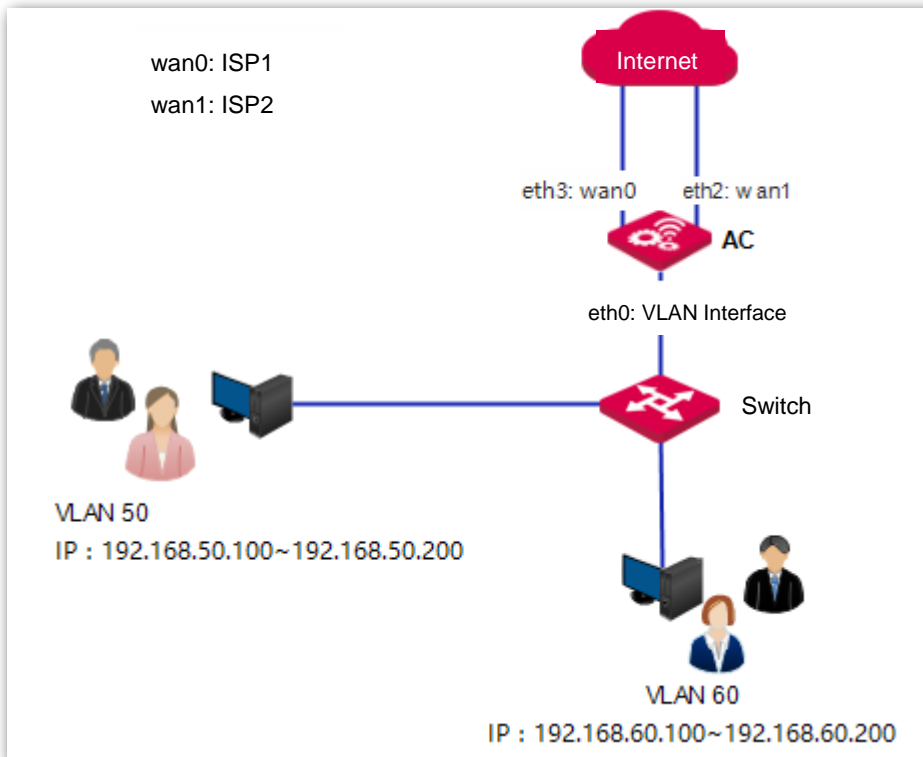 wan0: ISP1
wan1: ISP2
Internet
eth3: wan0
eth2: wan1
AC
eth0: VLAN Interface
Switch
VLAN 50
IP : 192.168.50.100~192.168.50.200
VLAN 60
IP : 192.168.60.100~192.168.60.200